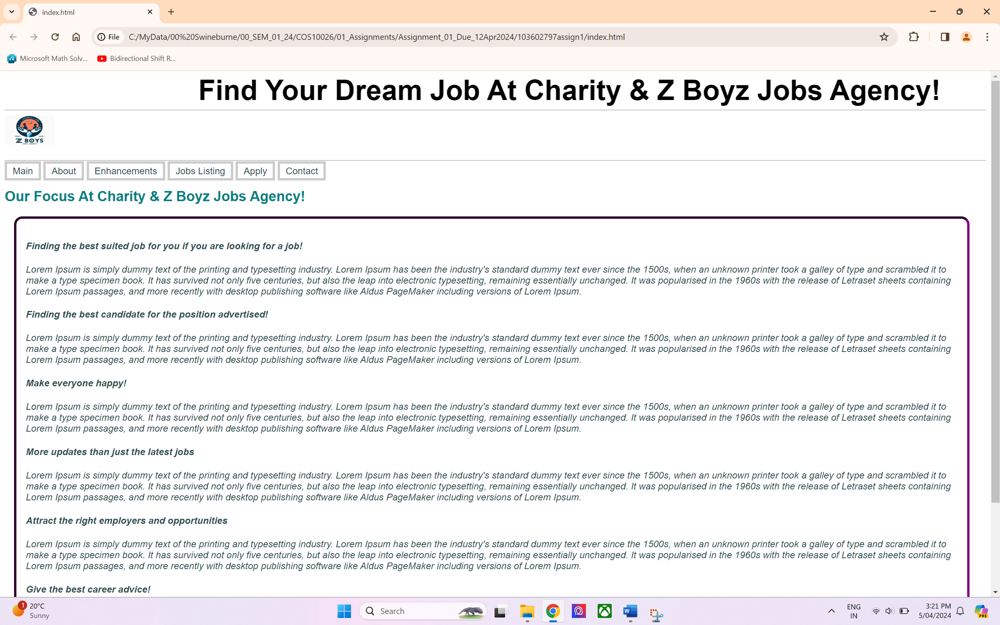 index.html
File C:/MyData/00%20Swineburne/00_SEM_01_24/COS10026/01_Assignments/Assignment_01_Due_12Apr2024/103602797assign1/index.html
Microsoft Math Solv... Bidirectional Shift R...
Find Your Dream Job At Charity & Z Boyz Jobs Agency!
Z BOYS
Main About Enhancements Jobs Listing Apply Contact
Our Focus At Charity & Z Boyz Jobs Agency!
Finding the best suited job for you if you are looking for a job!
Lorem Ipsum is simply dummy text of the printing and typesetting industry. Lorem Ipsum has been the industry's standard dummy text ever since the 1500s, when an unknown printer took a galley of type and scrambled it to
make a type specimen book. It has survived not only five centuries, but also the leap into electronic typesetting, remaining essentially unchanged. It was popularised in the 1960s with the release of Letraset sheets containing
Lorem Ipsum passages, and more recently with desktop publishing software like Aldus PageMaker including versions of Lorem Ipsum.
Finding the best candidate for the position advertised!
Lorem Ipsum is simply dummy text of the printing and typesetting industry. Lorem Ipsum has been the industry's standard dummy text ever since the 1500s, when an unknown printer took a galley of type and scrambled it to
make a type specimen book. It has survived not only five centuries, but also the leap into electronic typesetting, remaining essentially unchanged. It was popularised in the 1960s with the release of Letraset sheets containing
Lorem Ipsum passages, and more recently with desktop publishing software like Aldus PageMaker including versions of Lorem Ipsum.
Make everyone happy!
Lorem Ipsum is simply dummy text of the printing and typesetting industry. Lorem Ipsum has been the industry's standard dummy text ever since the 1500s, when an unknown printer took a galley of type and scrambled it to
make a type specimen book. It has survived not only five centuries, but also the leap into electronic typesetting, remaining essentially unchanged. It was popularised in the 1960s with the release of Letraset sheets containing
Lorem Ipsum passages, and more recently with desktop publishing software like Aldus PageMaker including versions of Lorem Ipsum.
More updates than just the latest jobs
Lorem Ipsum is simply dummy text of the printing and typesetting industry. Lorem Ipsum has been the industry's standard dummy text ever since the 1500s, when an unknown printer took a galley of type and scrambled it to
make a type specimen book. It has survived not only five centuries, but also the leap into electronic typesetting, remaining essentially unchanged. It was popularised in the 1960s with the release of Letraset sheets containing
Lorem Ipsum passages, and more recently with desktop publishing software like Aldus PageMaker including versions of Lorem Ipsum.
Attract the right employers and opportunities
Lorem Ipsum is simply dummy text of the printing and typesetting industry. Lorem Ipsum has been the industry's standard dummy text ever since the 1500s, when an unknown printer took a galley of type and scrambled it to
make a type specimen book. It has survived not only five centuries, but also the leap into electronic typesetting, remaining essentially unchanged. It was popularised in the 1960s with the release of Letraset sheets containing
Lorem Ipsum passages, and more recently with desktop publishing software like Aldus PageMaker including versions of Lorem Ipsum.
Give the best career advice!
1 20°C
Sunny
Search
W
ENG
IN
3:21 PM
5/04/2024
PRE